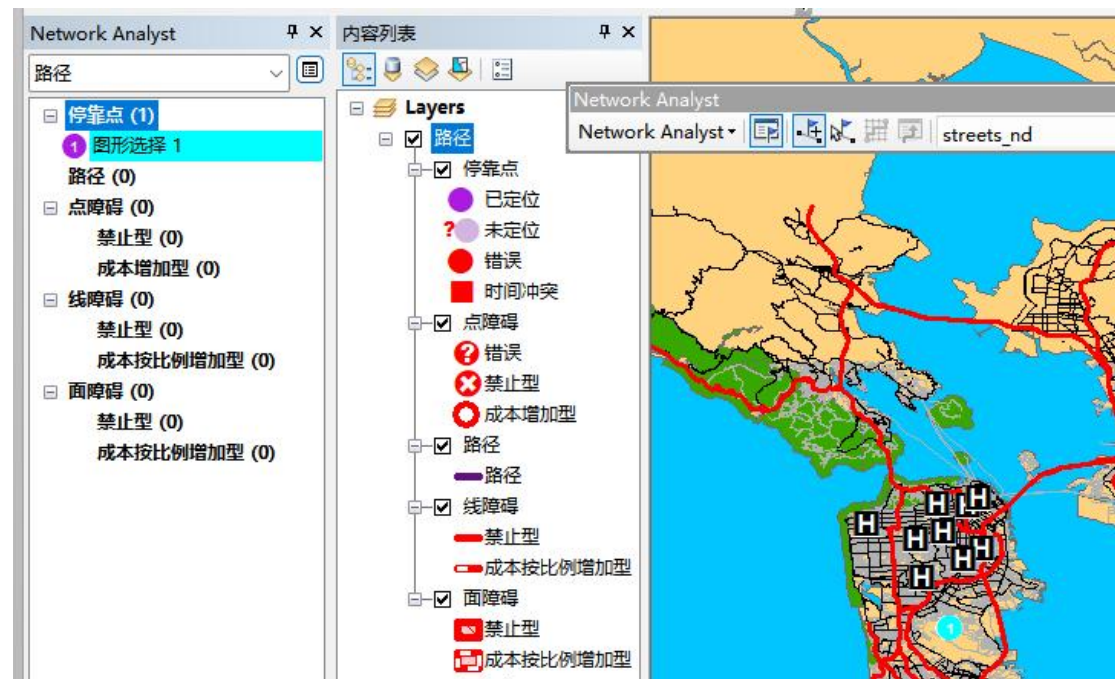 Network Analyst
路径
停靠点 (1)
1 图形选择 1
路径 (0)
点障碍 (0)
禁止型 (0)
成本增加型 (0)
线障碍 (0)
禁止型 (0)
成本按比例增加型 (0)
面障碍 (0)
禁止型 (0)
成本按比例增加型 (0)
内容列表
Layers
路径
停靠点
已定位
? 未定位
错误
时间冲突
点障碍
? 错误
禁止型
成本增加型
路径
路径
线障碍
禁止型
成本按比例增加型
面障碍
禁止型
成本按比例增加型
Network Analyst
Network Analyst streets_nd
H
H
H
H
H
H
H
H
H
1